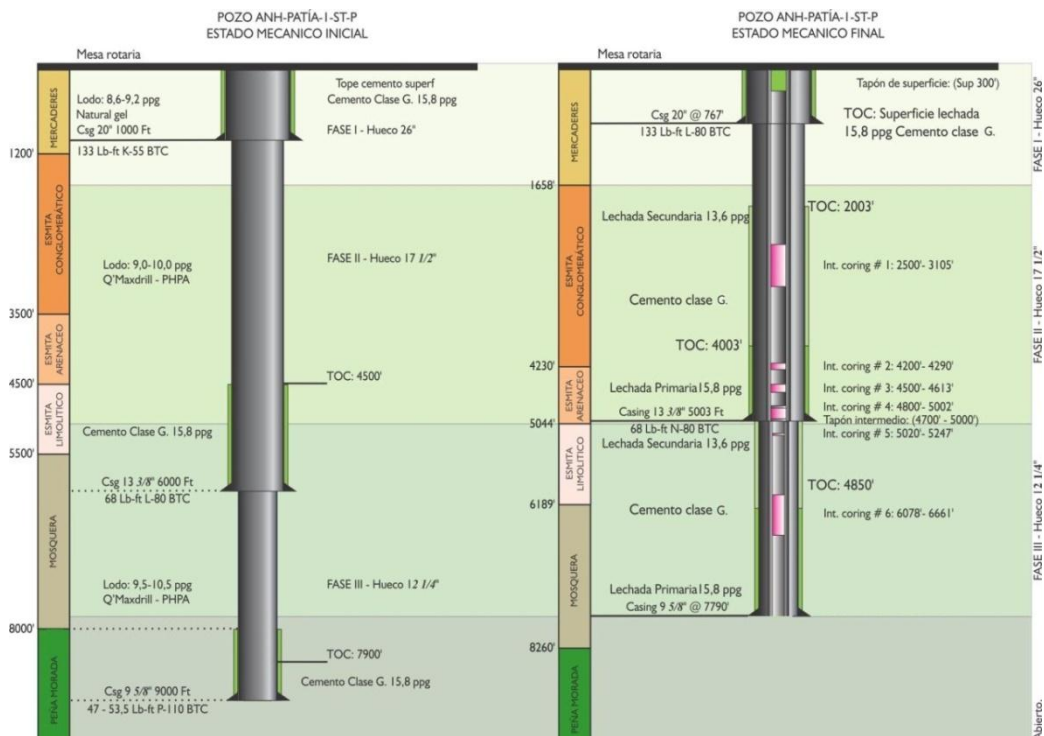 POZO ANH-PATÍA-1-ST-P
ESTADO MECANICO INICIAL
Mesa rotaria
MERCADERES
Lodo: 8,6-9,2 ppg
Natural gel
Csg 20" 1000 Ft
133 Lb-ft K-55 BTC
Tope cemento superf
Cemento Clase G. 15,8 ppg
FASE I - Hueco 26"
1200'
ESMITA
CONGLOMERÁTICO
Lodo: 9,0-10,0 ppg
Q'Maxdrill - PHPA
FASE II - Hueco 17 1/2"
3500'
ESMITA
ARENACEO
4500'
TOC: 4500'
ESMITA
LIMOLITICO
Cemento Clase G. 15,8 ppg
5500'
Csg 13 3/8" 6000 Ft
68 Lb-ft L-80 BTC
MOSQUERA
Lodo: 9,5-10,5 ppg
Q'Maxdrill - PHPA
FASE III - Hueco 12 1/4"
8000'
PEÑA MORADA
TOC: 7900'
Cemento Clase G. 15,8 ppg
Csg 9 5/8" 9000 Ft
47 - 53,5 Lb-ft P-110 BTC
POZO ANH-PATÍA-1-ST-P
ESTADO MECANICO FINAL
Mesa rotaria
MERCADERES
Tapón de superficie: (Sup 300')
Csg 20" @ 767'
133 Lb-ft L-80 BTC
TOC: Superficie lechada
15,8 ppg Cemento clase G.
FASE I - Hueco 26"
1658'
ESMITA
CONGLOMERÁTICO
Lechada Secundaria 13,6 ppg
TOC: 2003'
Int. coring # 1: 2500'- 3105'
Cemento clase G.
FASE II - Hueco 17 1/2"
TOC: 4003'
4230'
ESMITA
ARENACEO
Int. coring # 2: 4200'- 4290'
Lechada Primaria15,8 ppg
Int. coring # 3: 4500'- 4613'
Casing 13 3/8" 5003 Ft
Int. coring # 4: 4800'- 5002'
Tapón intermedio: (4700' - 5000')
5044'
68 Lb-ft N-80 BTC
Int. coring # 5: 5020'- 5247'
ESMITA
LIMOLITICO
Lechada Secundaria 13,6 ppg
TOC: 4850'
6189'
Cemento clase G.
Int. coring # 6: 6078'- 6661'
FASE III - Hueco 12 1/4"
MOSQUERA
Lechada Primaria15,8 ppg
Casing 9 5/8" @ 7790'
8260'
PEÑA MORADA
Abierto.